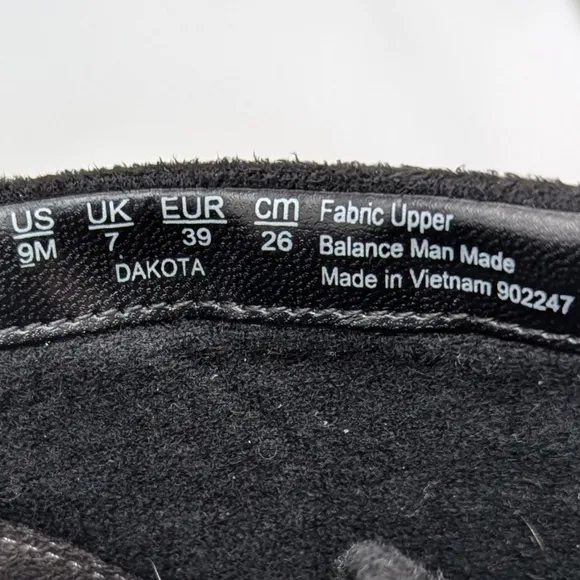 US UK EUR cm Fabric Upper
9M 7 39 26 Balance Man Made
DAKOTA Made in Vietnam 902247